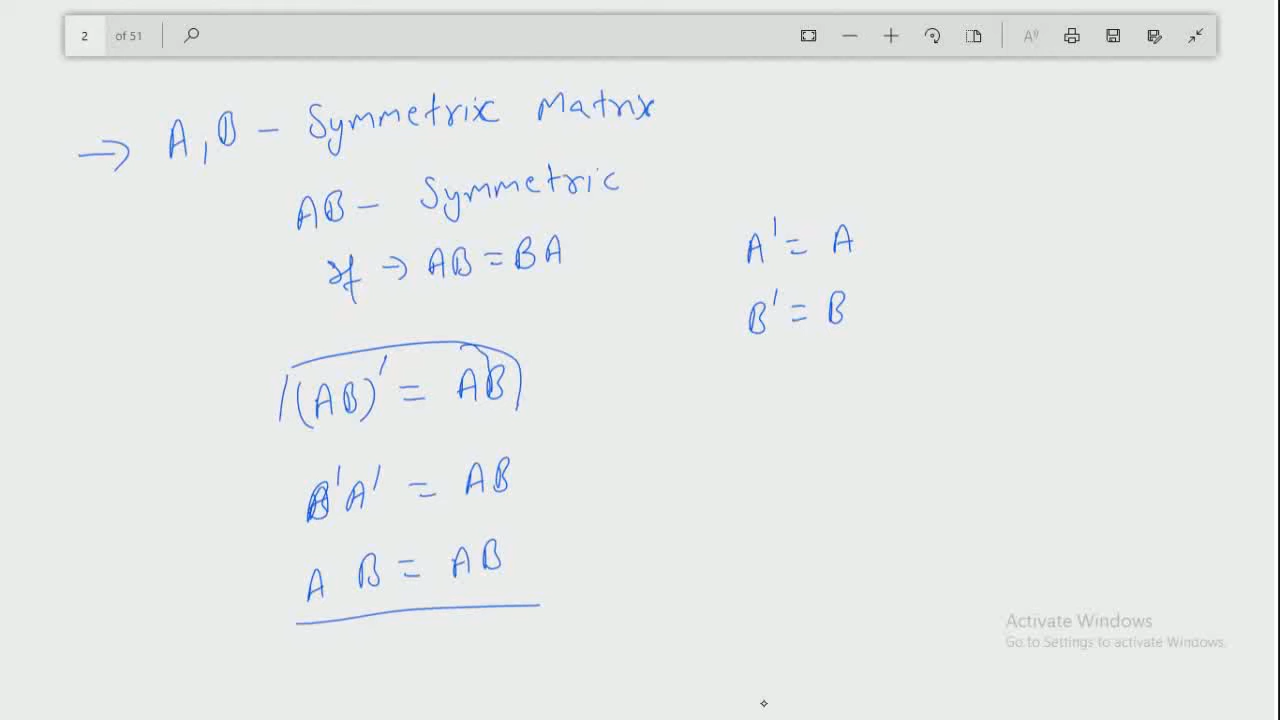 2 of 51
→ A, B - Symmetrix Matrix
AB - Symmetric
If → AB = BA
A' = A
B' = B
(AB)' = AB
B'A' = AB
A B = AB
Activate Windows
Go to Settings to activate Windows.